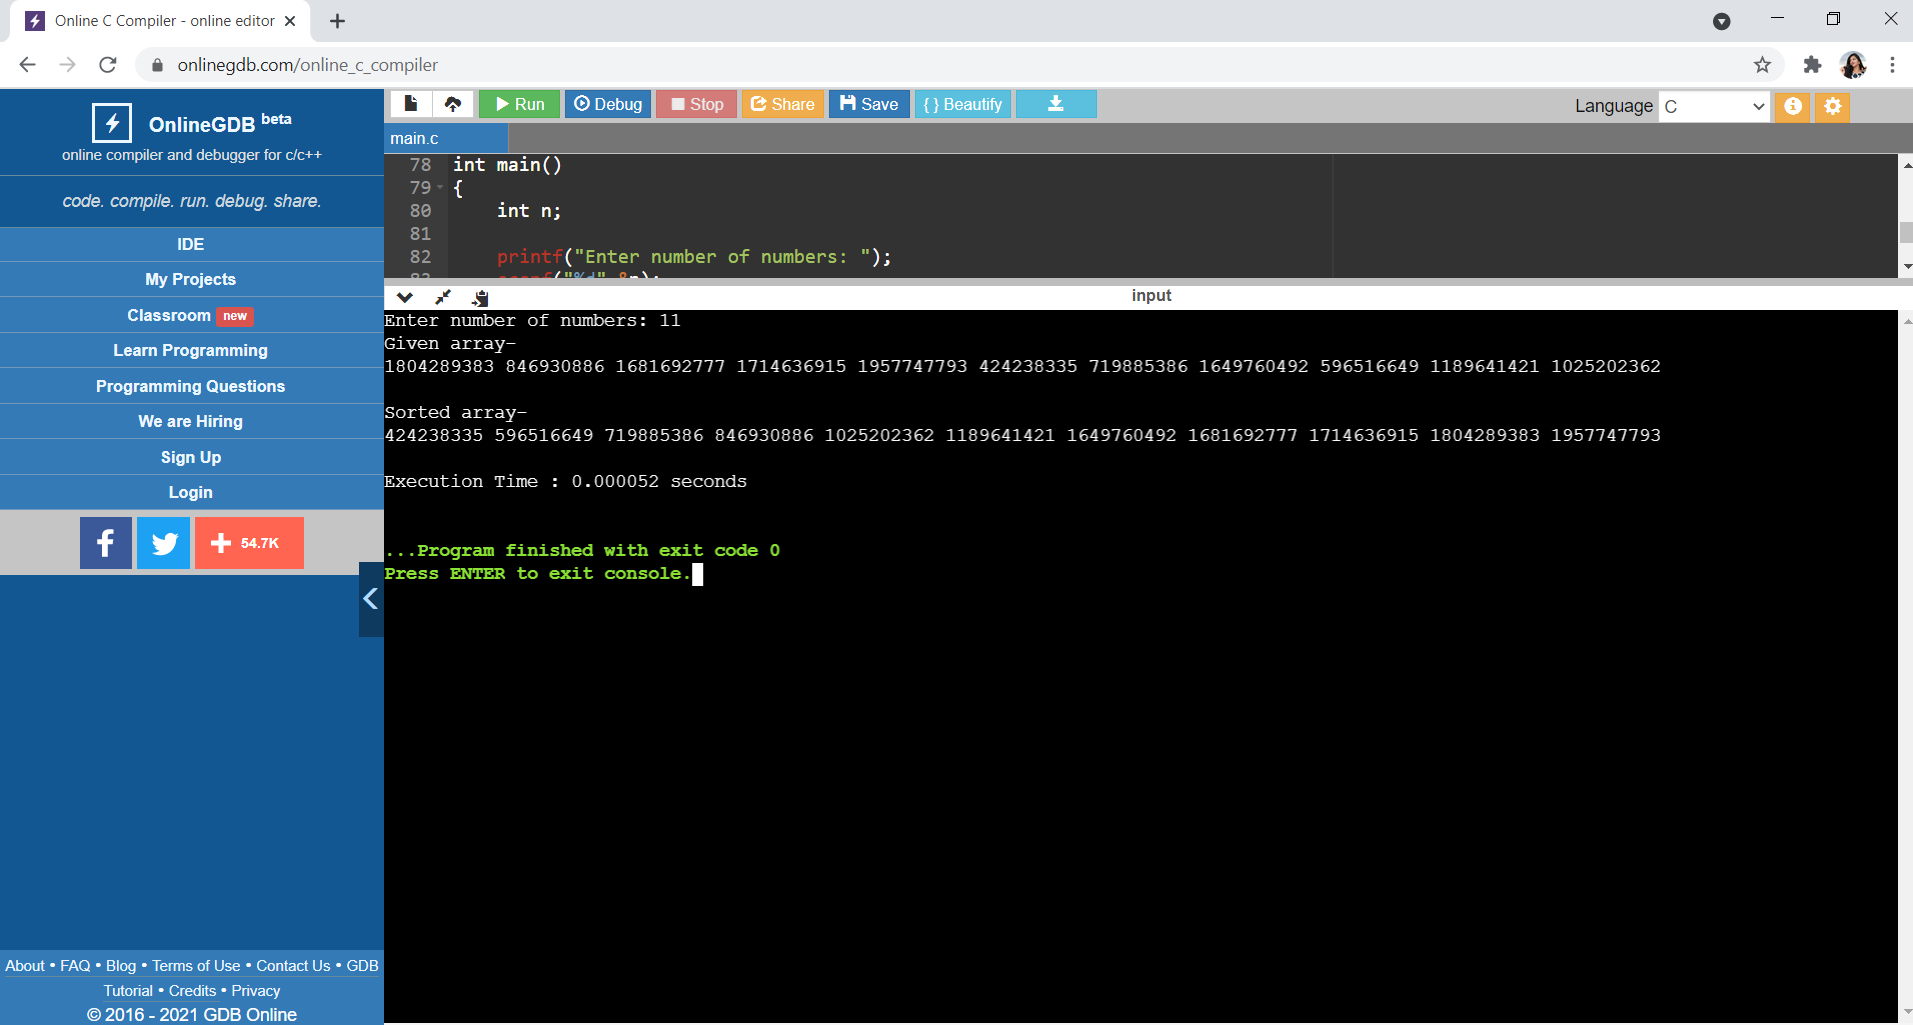 Online C Compiler - online editor
onlinegdb.com/online_c_compiler
OnlineGDB beta
online compiler and debugger for c/c++
code. compile. run. debug. share.
IDE
My Projects
Classroom new
Learn Programming
Programming Questions
We are Hiring
Sign Up
Login
54.7K
About • FAQ • Blog • Terms of Use • Contact Us • GDB
Tutorial • Credits • Privacy
© 2016 - 2021 GDB Online
Run Debug Stop Share Save { } Beautify Language C
main.c
78 int main()
79 {
80 int n;
81
82 printf("Enter number of numbers: ");
83 scanf("%d",&n);
input
Enter number of numbers: 11
Given array-
1804289383 846930886 1681692777 1714636915 1957747793 424238335 719885386 1649760492 596516649 1189641421 1025202362
Sorted array-
424238335 596516649 719885386 846930886 1025202362 1189641421 1649760492 1681692777 1714636915 1804289383 1957747793
Execution Time : 0.000052 seconds
...Program finished with exit code 0
Press ENTER to exit console.